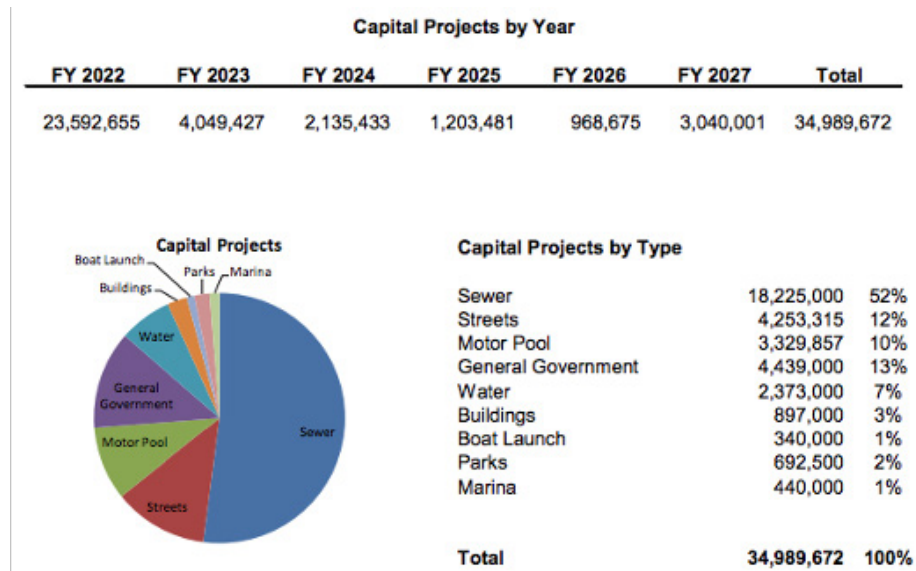 Capital Projects by Year
FY 2022 FY 2023 FY 2024 FY 2025 FY 2026 FY 2027 Total
23,592,655 4,049,427 2,135,433 1,203,481 968,675 3,040,001 34,989,672
Capital Projects
Boat Launch
Parks
Marina
Buildings
Water
General
Government
Motor Pool
Sewer
Streets
Capital Projects by Type
Sewer 18,225,000 52%
Streets 4,253,315 12%
Motor Pool 3,329,857 10%
General Government 4,439,000 13%
Water 2,373,000 7%
Buildings 897,000 3%
Boat Launch 340,000 1%
Parks 692,500 2%
Marina 440,000 1%
Total 34,989,672 100%